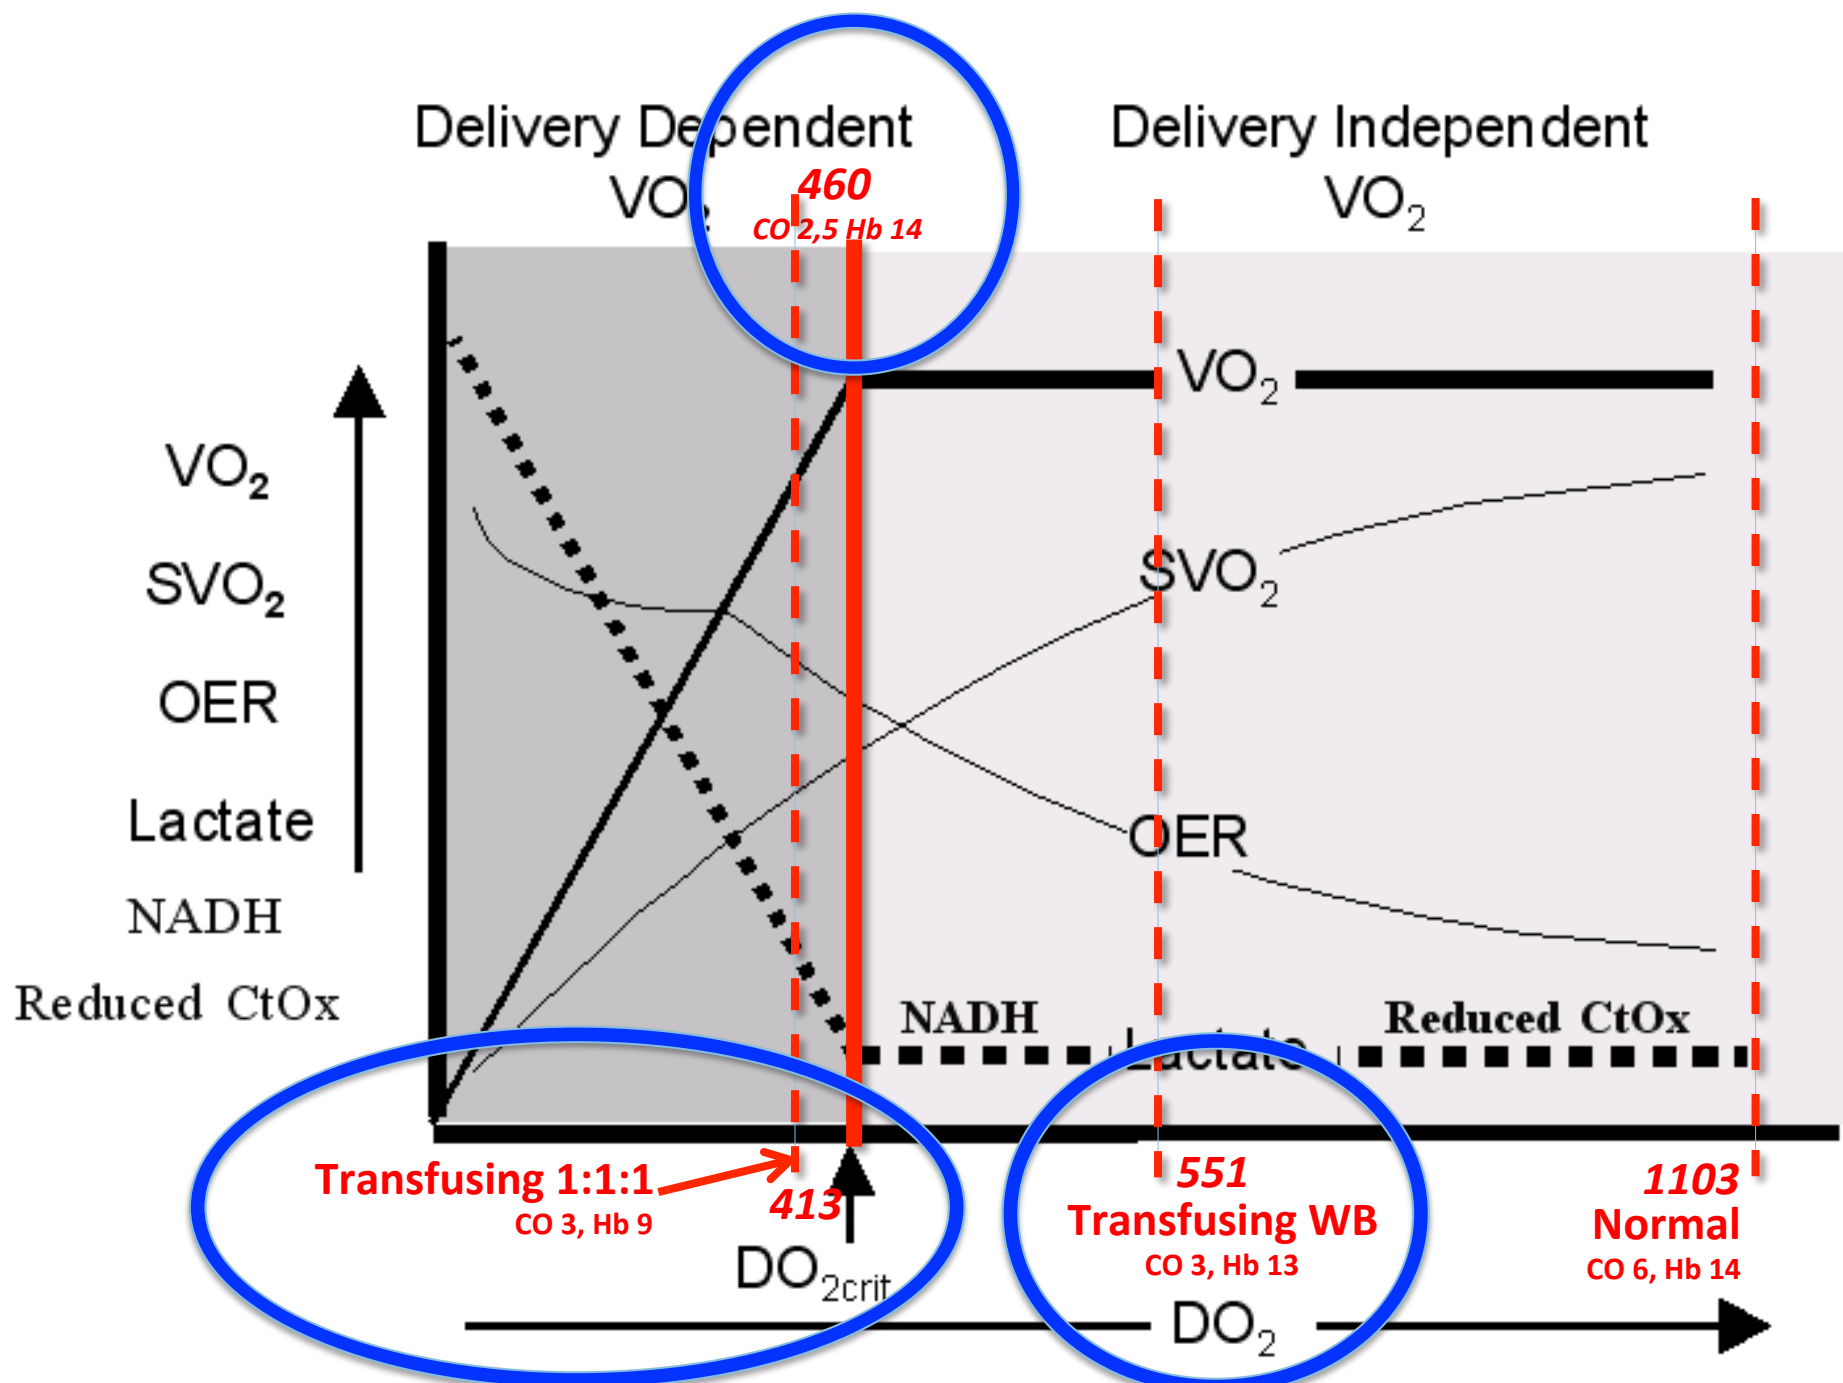 Delivery Dependent
VO₂
Delivery Independent
VO₂
460
CO 2,5 Hb 14
VO₂
SVO₂
OER
Lactate
NADH
Reduced CtOx
VO₂
SVO₂
OER
NADH
Lactate
Reduced CtOx
Transfusing 1:1:1
CO 3, Hb 9
413
DO₂crit
551
Transfusing WB
CO 3, Hb 13
1103
Normal
CO 6, Hb 14
DO₂